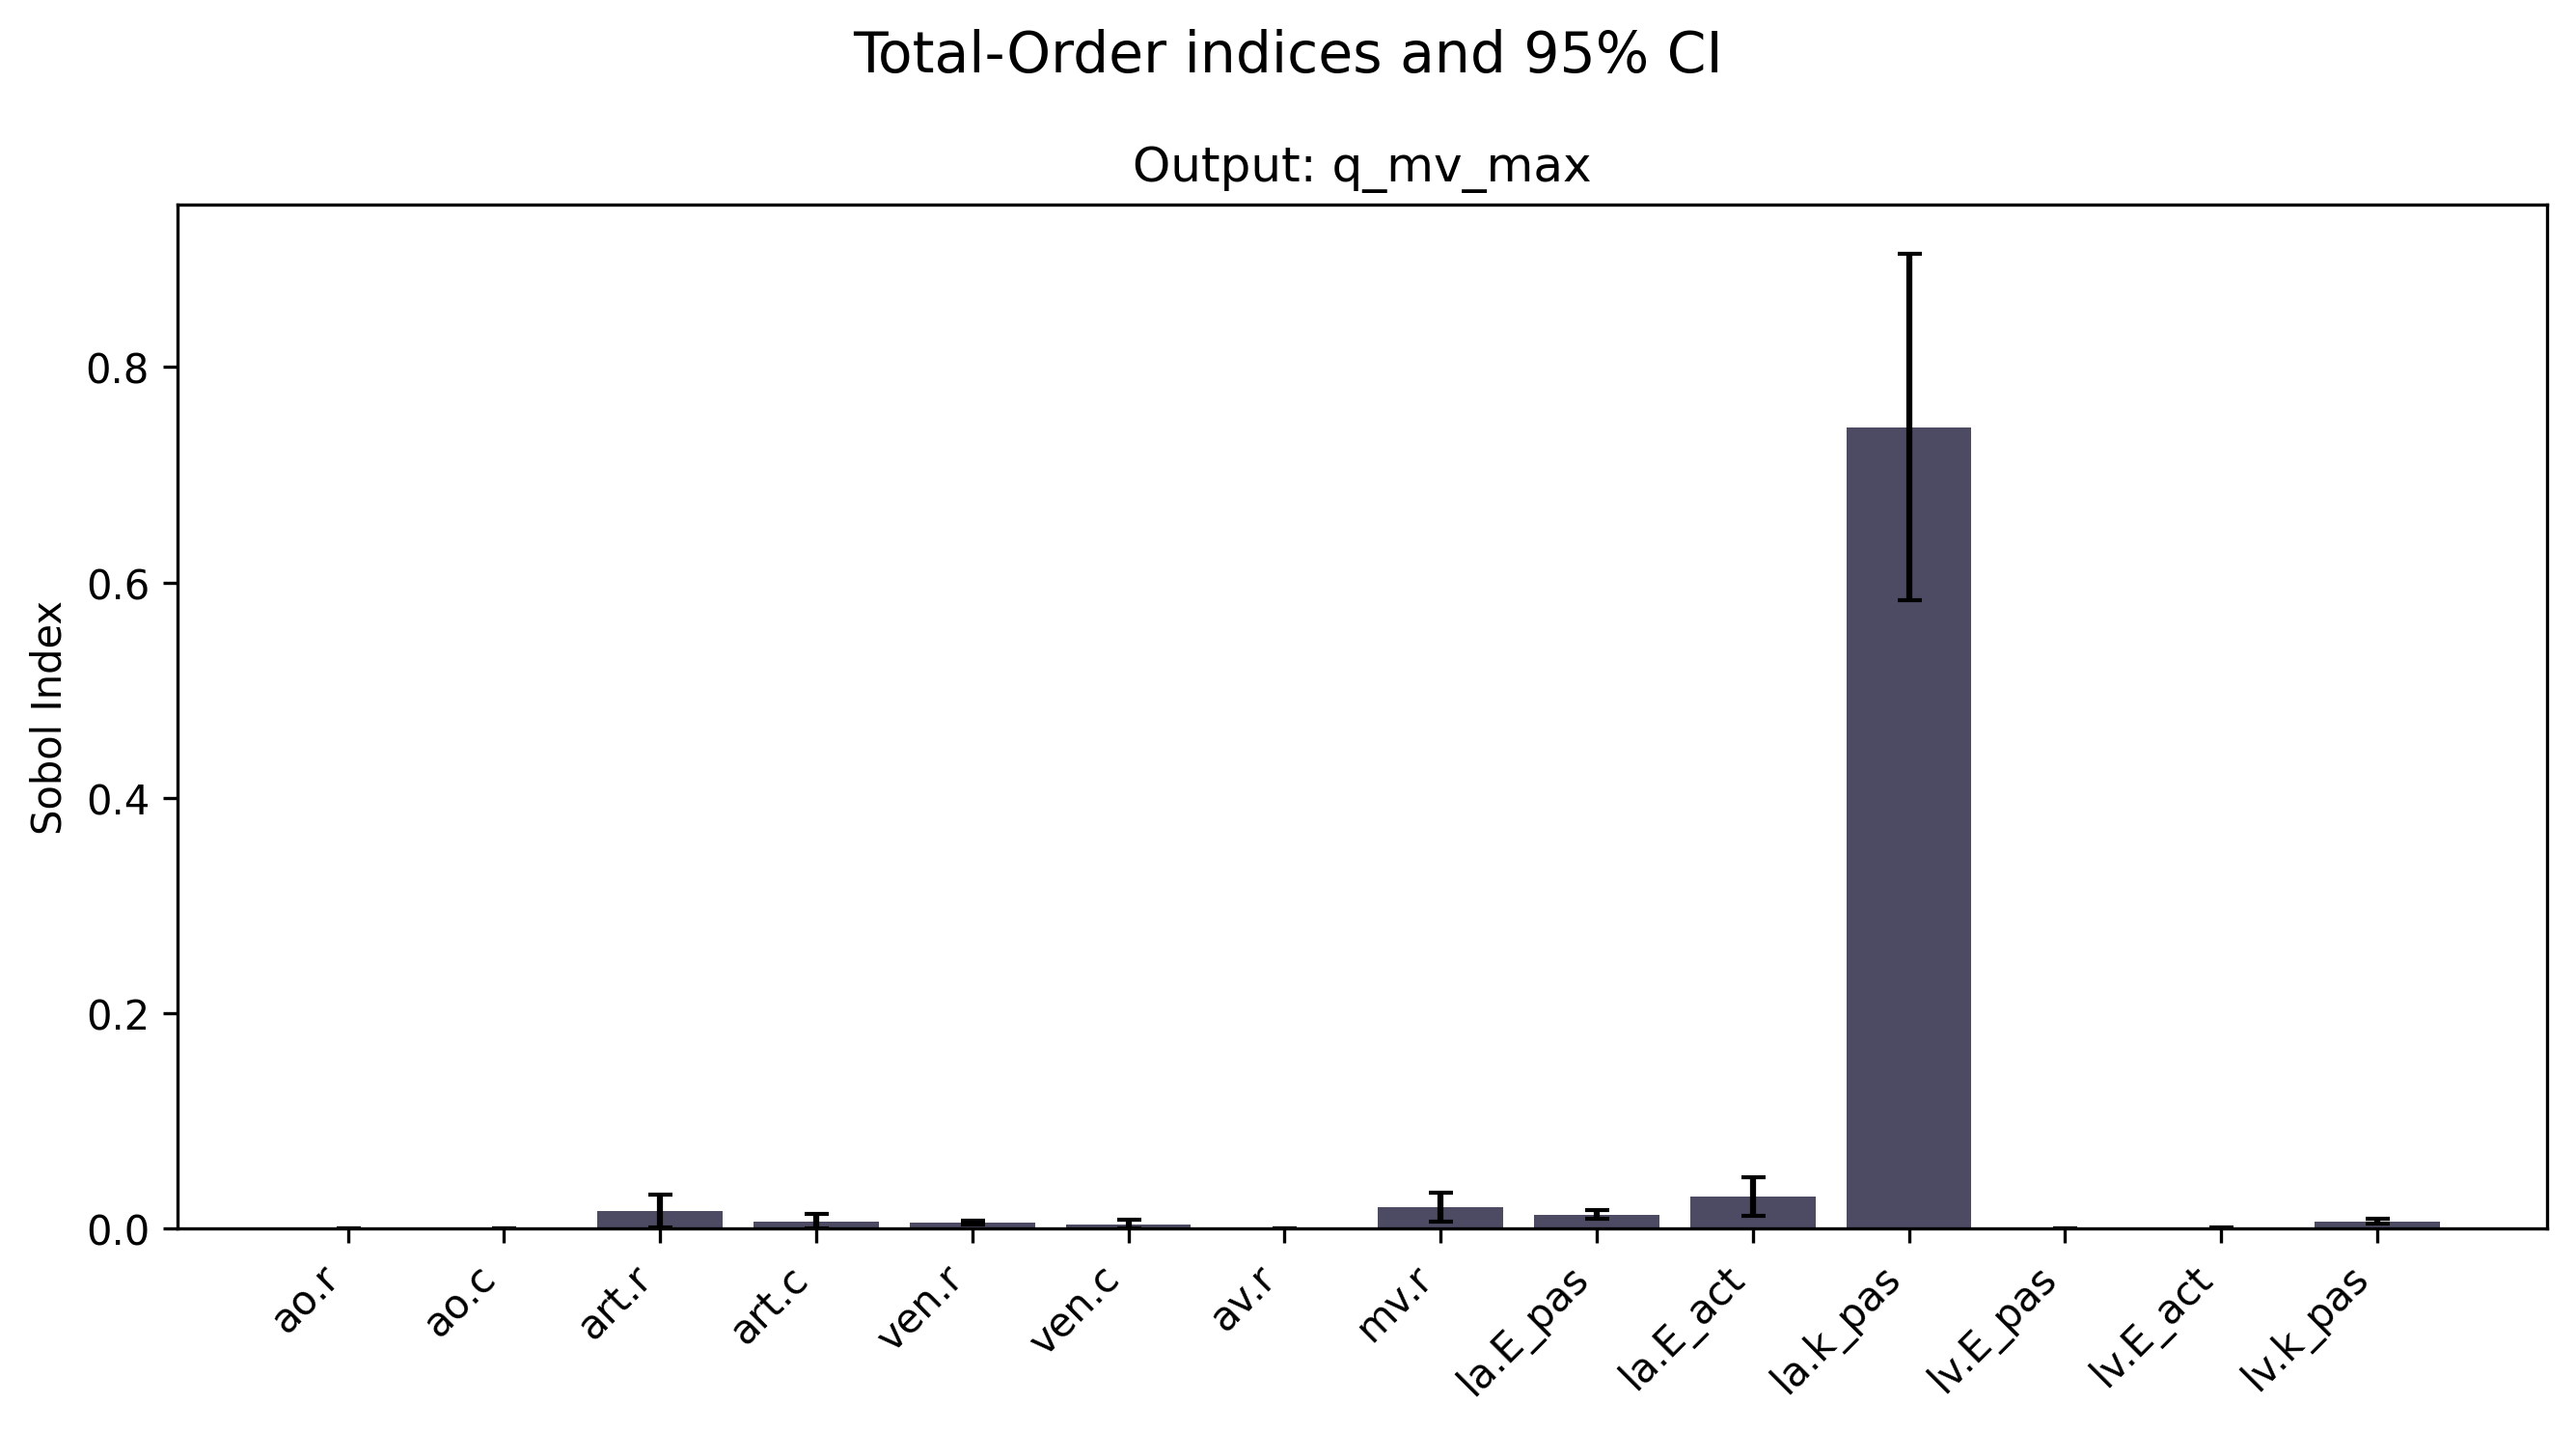 Total-Order indices and 95% CI
Output: q_mv_max
Sobol Index
0.8
0.6
0.4
0.2
0.0
ao.r
ao.c
art.r
art.c
ven.r
ven.c
av.r
mv.r
la.E_pas
la.E_act
la.k_pas
lv.E_pas
lv.E_act
lv.k_pas